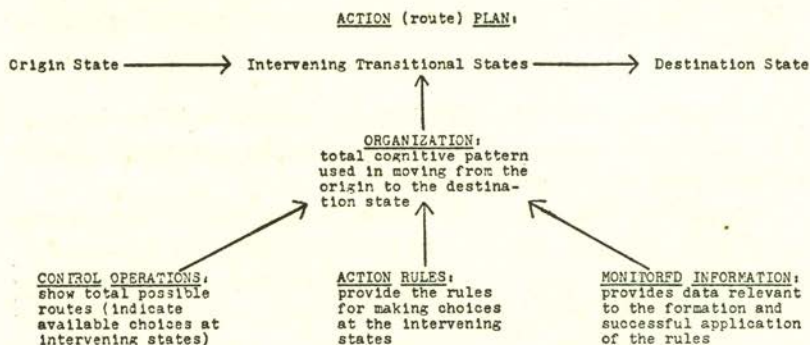 ACTION (route) PLAN:
Origin State Intervening Transitional States Destination State
ORGANIZATION:
total cognitive pattern
used in moving from the
origin to the destina-
tion state
CONTROL OPERATIONS:
show total possible
routes (indicate
available choices at
intervening states)
ACTION RULES:
provide the rules
for making choices
at the intervening
states
MONITORED INFORMATION:
provides data relevant
to the formation and
successful application
of the rules